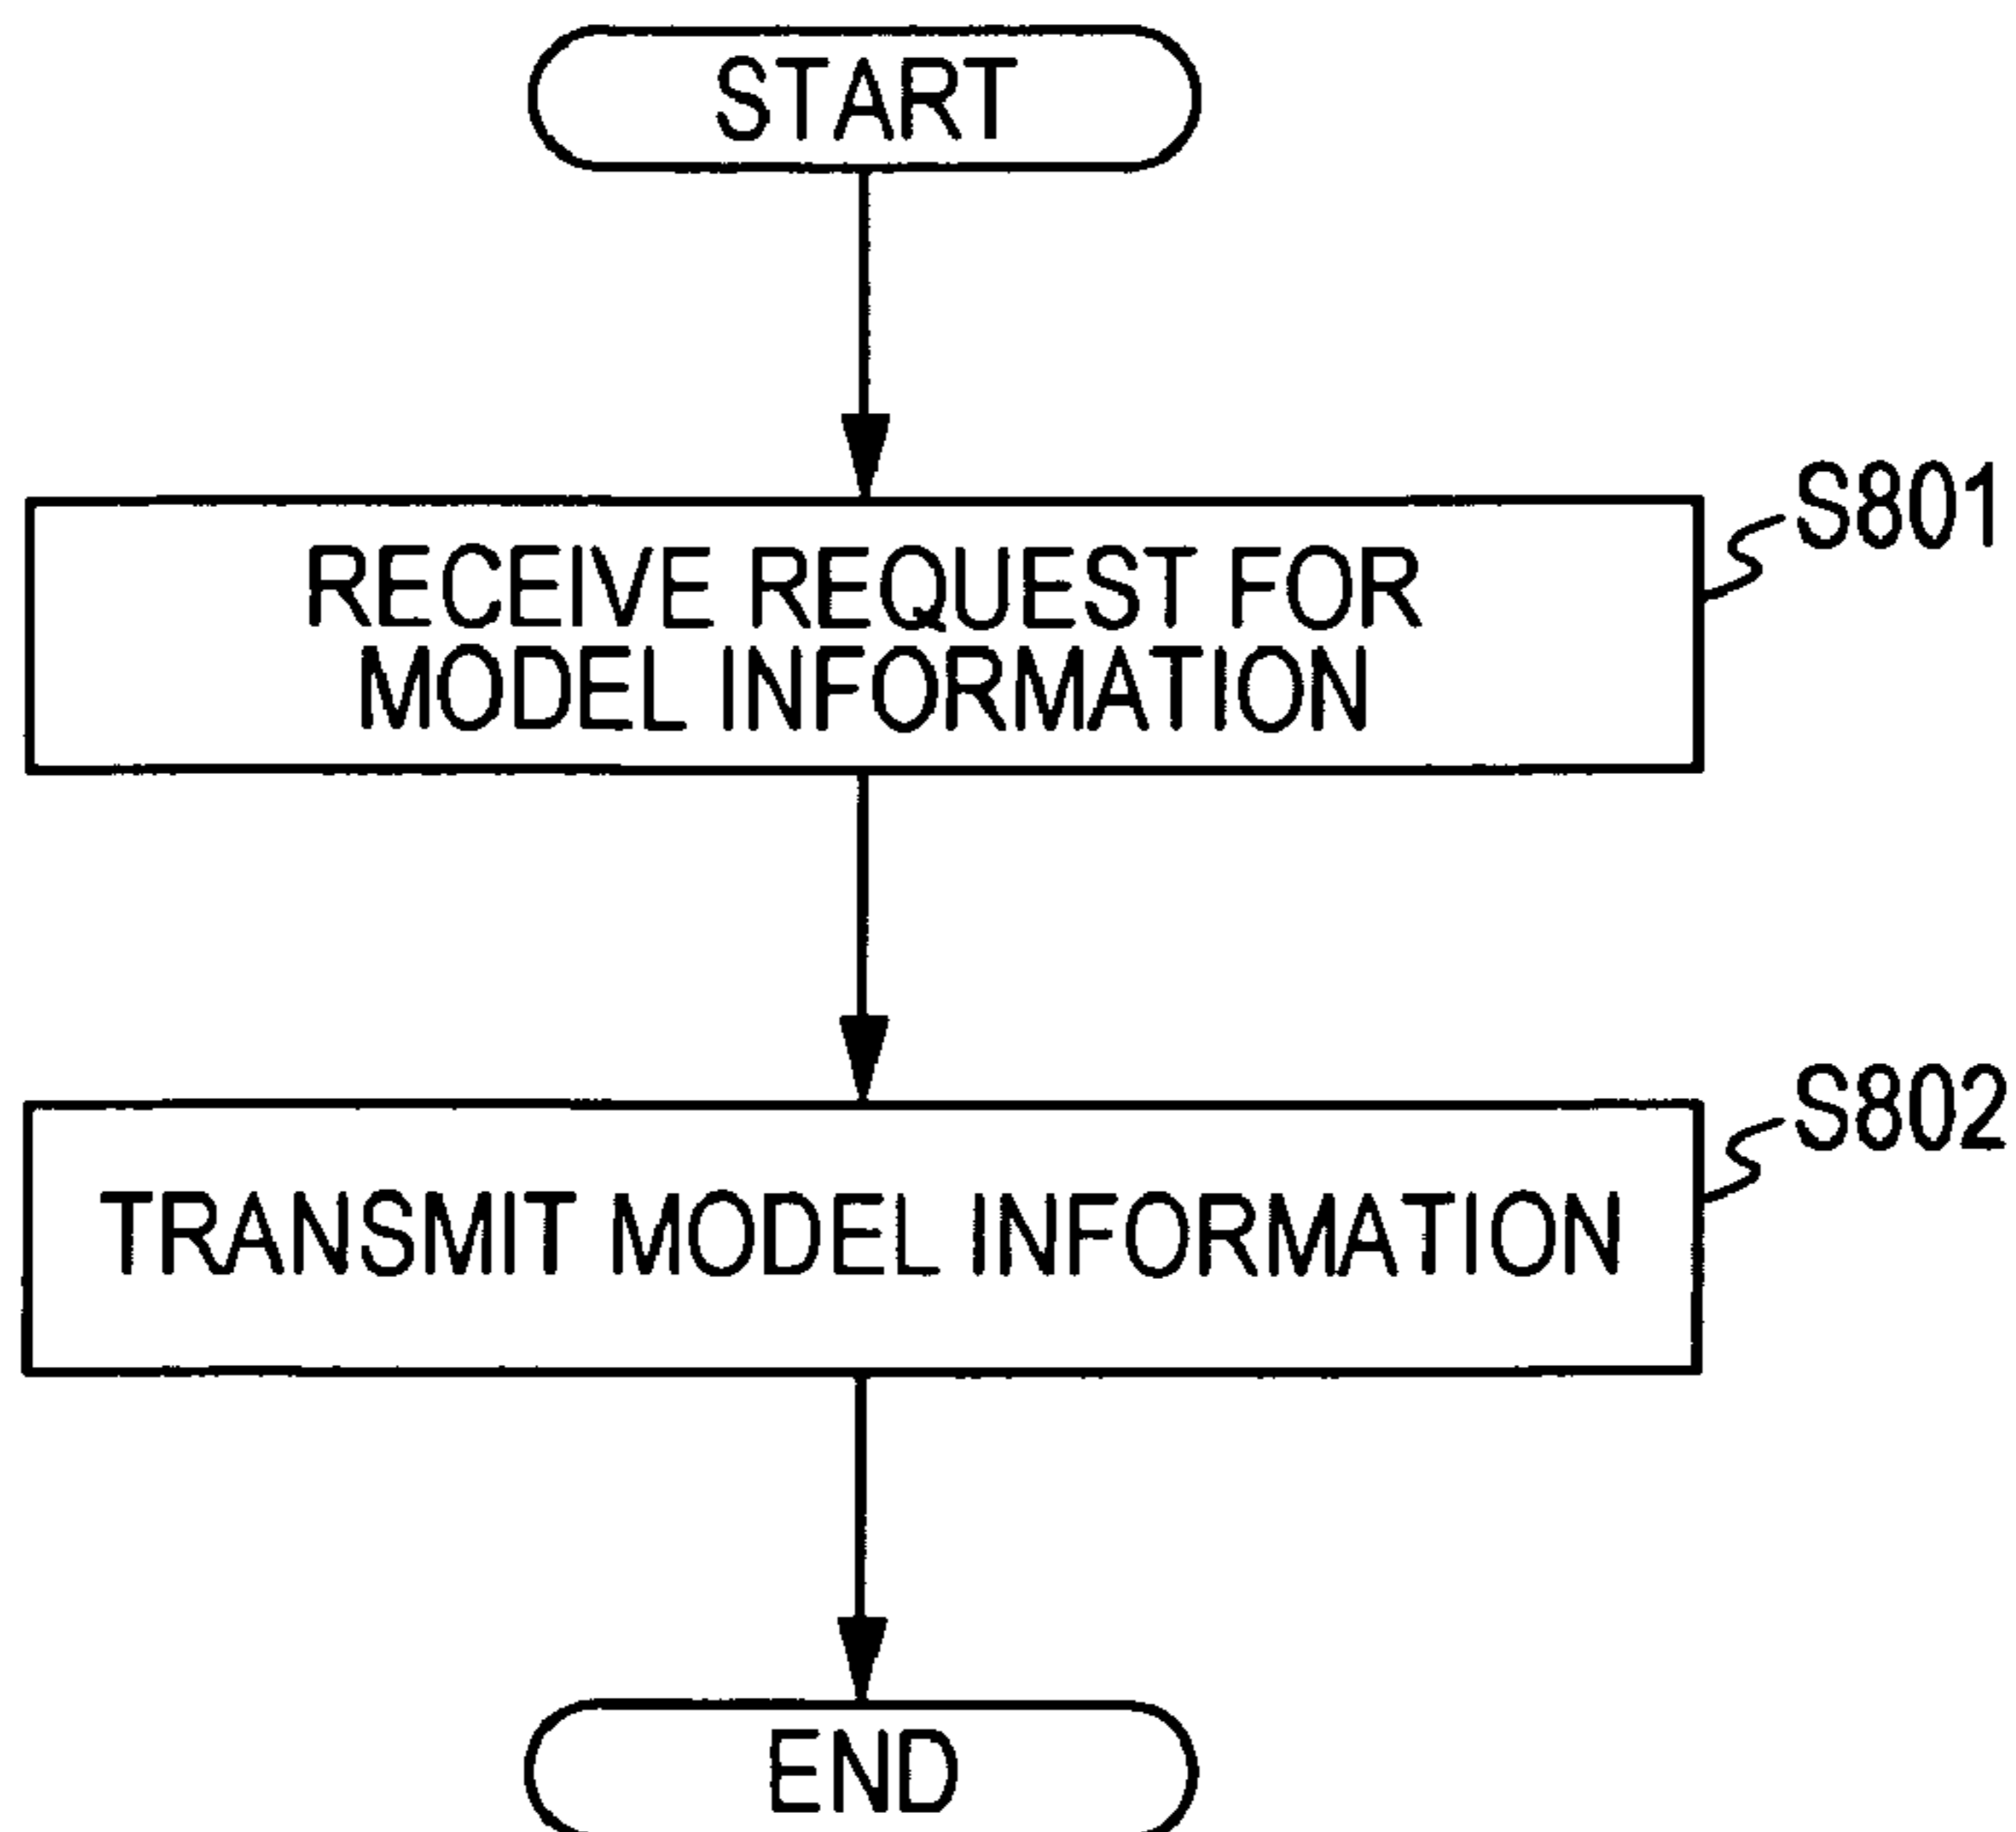 START
S801
RECEIVE REQUEST FOR
MODEL INFORMATION
S802
TRANSMIT MODEL INFORMATION
END